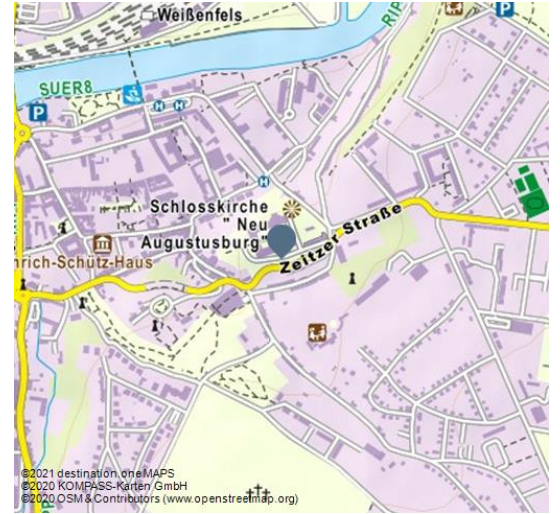 Weißenfels
RIP
P
SUER8
P
H H
H
Schlosskirche
" Neu
Augustusburg"
Zeitzer Straße
nrich-Schütz-Haus
©2021 destination.one MAPS
©2020 KOMPASS-Karten GmbH
©2020 OSM & Contributors (www.openstreetmap.org)